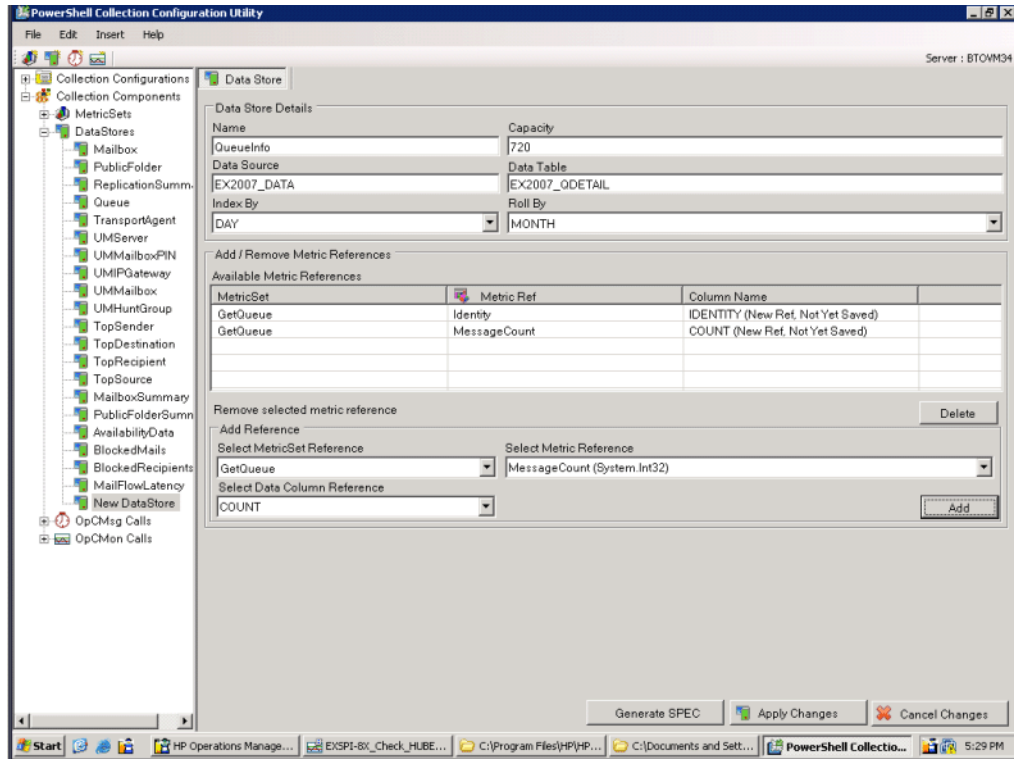 PowerShell Collection Configuration Utility
File Edit Insert Help
Server : BTOVM34
Collection Configurations
Collection Components
MetricSets
DataStores
Mailbox
PublicFolder
ReplicationSumm
Queue
TransportAgent
UMServer
UMMailboxPIN
UMIPGateway
UMMailbox
UMHuntGroup
TopSender
TopDestination
TopRecipient
TopSource
MailboxSummary
PublicFolderSumn
AvailabilityData
BlockedMails
BlockedRecipients
MailFlowLatency
New DataStore
OpCMsg Calls
OpCMon Calls
Data Store
Data Store Details
Name Capacity
QueueInfo 720
Data Source Data Table
EX2007_DATA EX2007_QDETAIL
Index By Roll By
DAY MONTH
Add / Remove Metric References
Available Metric References
MetricSet Metric Ref Column Name
GetQueue Identity IDENTITY (New Ref, Not Yet Saved)
GetQueue MessageCount COUNT (New Ref, Not Yet Saved)
Remove selected metric reference Delete
Add Reference
Select MetricSet Reference Select Metric Reference
GetQueue MessageCount (System.Int32)
Select Data Column Reference
COUNT Add
Generate SPEC Apply Changes Cancel Changes
Start HP Operations Manage... EXSPI-8X_Check_HUBE... C:\Program Files\HP\HP... C:\Documents and Sett... PowerShell Collectio... 5:29 PM